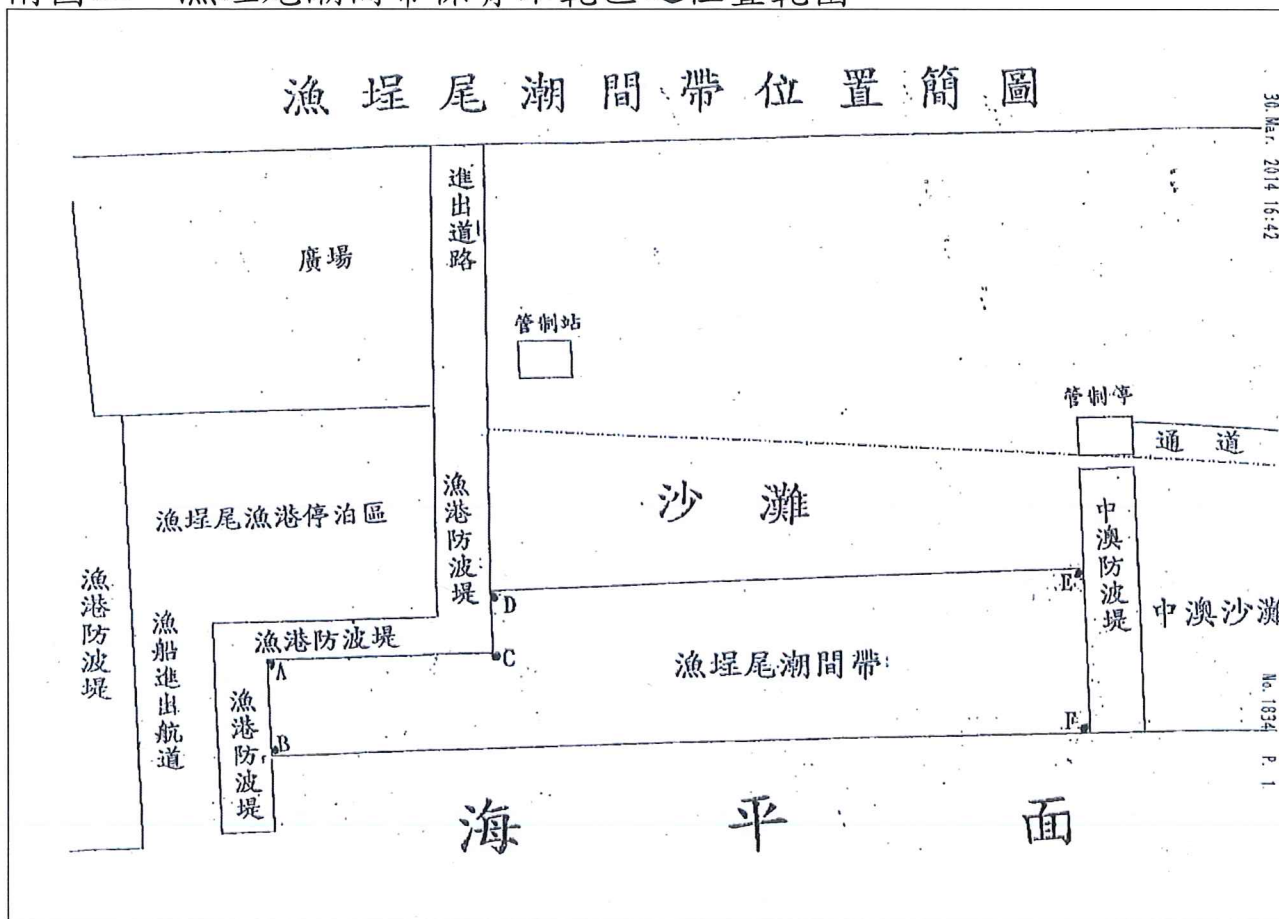 漁埕尾潮間帶位置簡圖
30. Mar. 2014 16:42
進出道路
廣場
管制站
管制停
通道
沙灘
漁港防波堤
漁埕尾漁港停泊區
中澳防波堤
漁港防波堤
漁船進出航道
D
E
中澳沙灘
漁港防波堤
A
C
漁埕尾潮間帶
漁港防波堤
B
F
No. 1834 P. 1
海平面